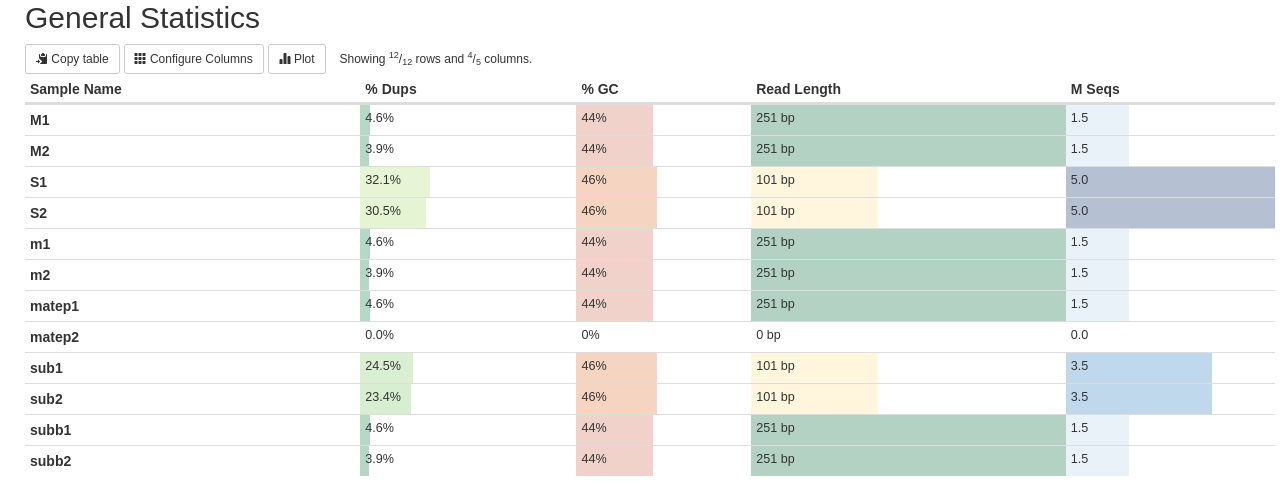 General Statistics
Copy table Configure Columns Plot Showing 12/12 rows and 4/5 columns.
Sample Name % Dups % GC Read Length M Seqs
M1 4.6% 44% 251 bp 1.5
M2 3.9% 44% 251 bp 1.5
S1 32.1% 46% 101 bp 5.0
S2 30.5% 46% 101 bp 5.0
m1 4.6% 44% 251 bp 1.5
m2 3.9% 44% 251 bp 1.5
matep1 4.6% 44% 251 bp 1.5
matep2 0.0% 0% 0 bp 0.0
sub1 24.5% 46% 101 bp 3.5
sub2 23.4% 46% 101 bp 3.5
subb1 4.6% 44% 251 bp 1.5
subb2 3.9% 44% 251 bp 1.5